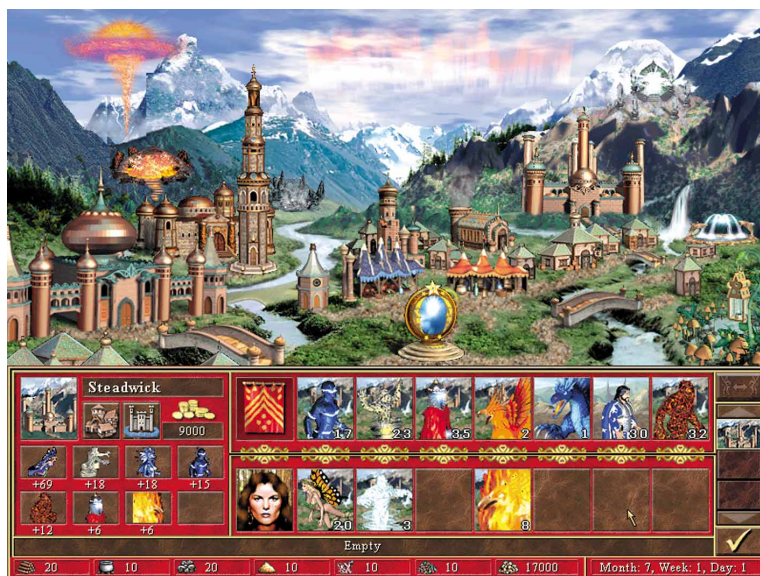 Steadwick
9000
17 23 35 2 1 30 32
+69 +18 +18 +15
+12 +6 +6
20 3 8
Empty
20 10 20 10 10 10 17000 Month: 7, Week: 1, Day: 1